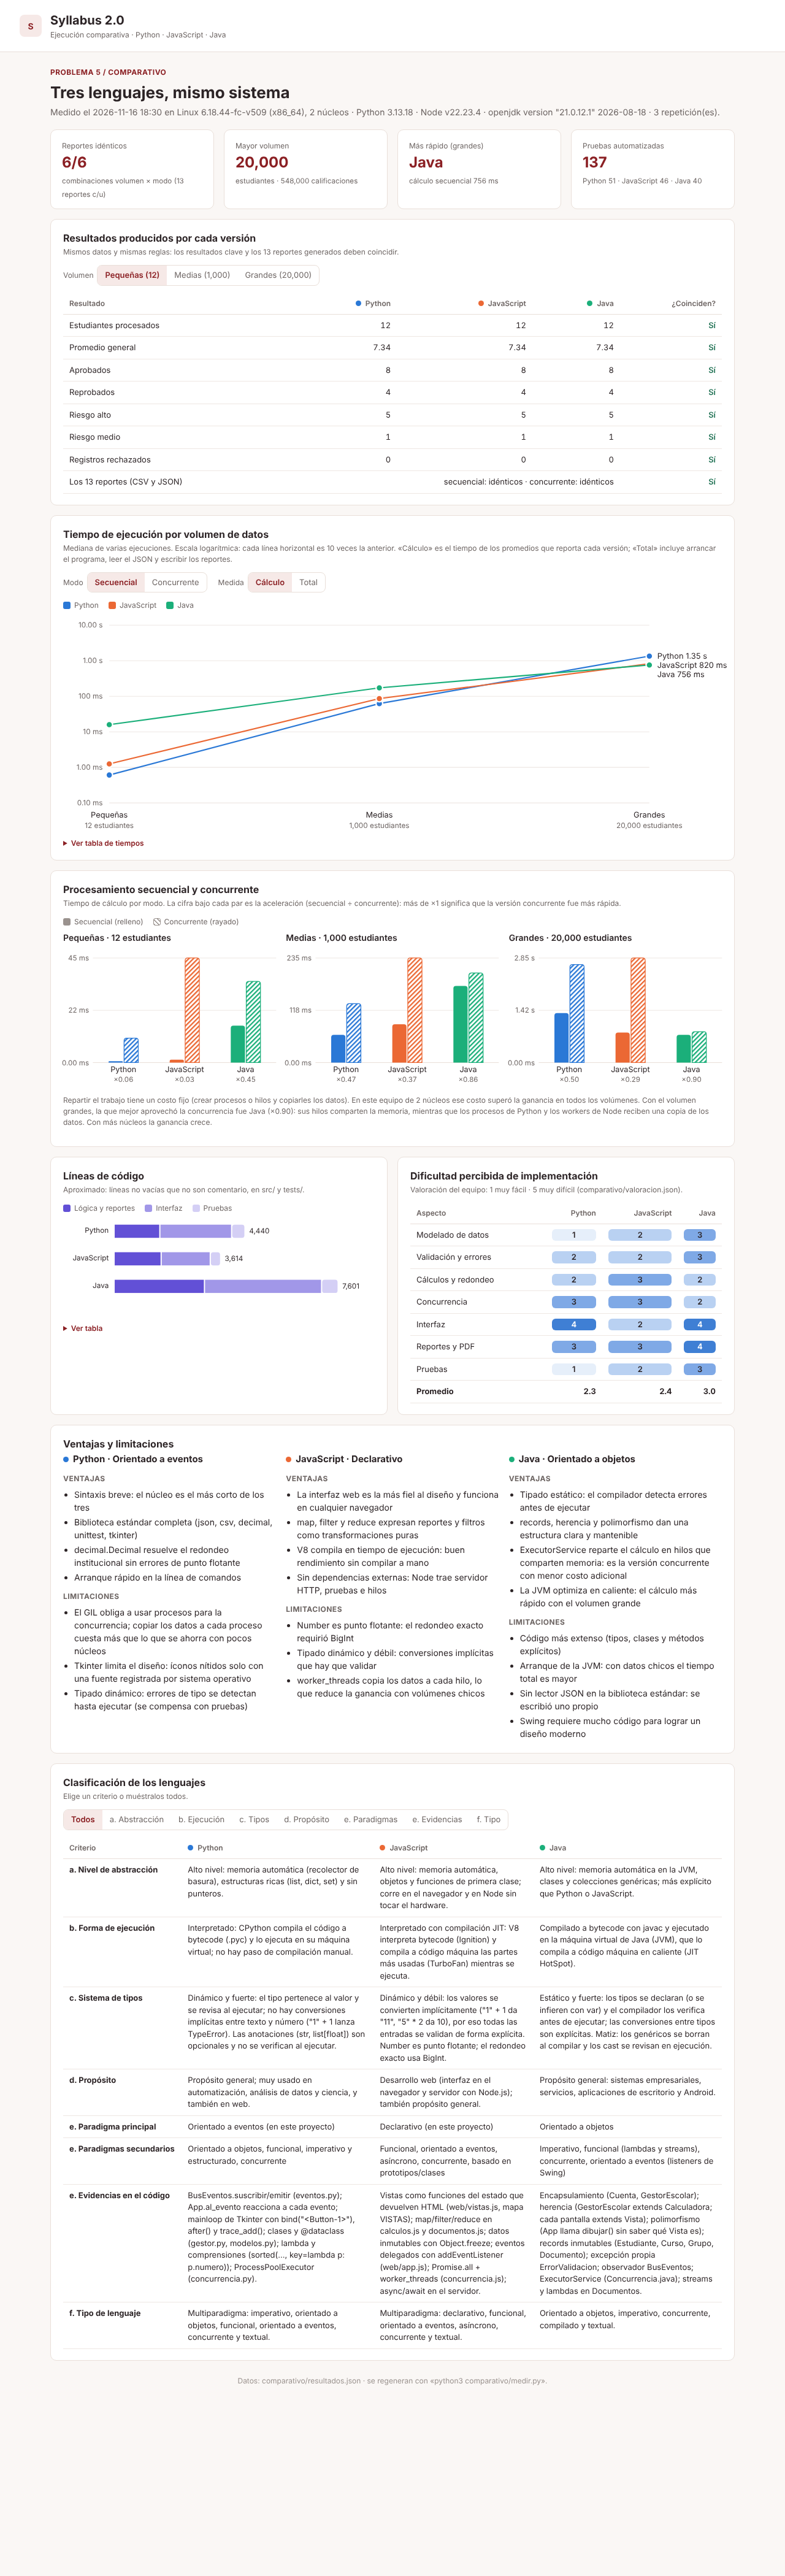 S
Syllabus 2.0
Ejecución comparativa · Python · JavaScript · Java
PROBLEMA 5 / COMPARATIVO
Tres lenguajes, mismo sistema
Medido el 2026-11-16 18:30 en Linux 6.18.44-fc-v509 (x86_64), 2 núcleos · Python 3.13.18 · Node v22.23.4 · openjdk version "21.0.12.1" 2026-08-18 · 3 repetición(es).
Reportes idénticos
6/6
combinaciones volumen × modo (13
reportes c/u)
Mayor volumen
20,000
estudiantes · 548,000 calificaciones
Más rápido (grandes)
Java
cálculo secuencial 756 ms
Pruebas automatizadas
137
Python 51 · JavaScript 46 · Java 40
Resultados producidos por cada versión
Mismos datos y mismas reglas: los resultados clave y los 13 reportes generados deben coincidir.
Volumen Pequeñas (12) Medias (1,000) Grandes (20,000)
Resultado Python JavaScript Java ¿Coinciden?
Estudiantes procesados 12 12 12 Sí
Promedio general 7.34 7.34 7.34 Sí
Aprobados 8 8 8 Sí
Reprobados 4 4 4 Sí
Riesgo alto 5 5 5 Sí
Riesgo medio 1 1 1 Sí
Registros rechazados 0 0 0 Sí
Los 13 reportes (CSV y JSON) secuencial: idénticos · concurrente: idénticos Sí
Tiempo de ejecución por volumen de datos
Mediana de varias ejecuciones. Escala logarítmica: cada línea horizontal es 10 veces la anterior. «Cálculo» es el tiempo de los promedios que reporta cada versión; «Total» incluye arrancar
el programa, leer el JSON y escribir los reportes.
Modo Secuencial Concurrente Medida Cálculo Total
Python JavaScript Java
10.00 s
1.00 s
100 ms
10 ms
1.00 ms
0.10 ms
Python 1.35 s
JavaScript 820 ms
Java 756 ms
Pequeñas Medias Grandes
12 estudiantes 1,000 estudiantes 20,000 estudiantes
▶ Ver tabla de tiempos
Procesamiento secuencial y concurrente
Tiempo de cálculo por modo. La cifra bajo cada par es la aceleración (secuencial ÷ concurrente): más de ×1 significa que la versión concurrente fue más rápida.
Secuencial (relleno) Concurrente (rayado)
Pequeñas · 12 estudiantes
45 ms
22 ms
0.00 ms
Python JavaScript Java
×0.06 ×0.03 ×0.45
Medias · 1,000 estudiantes
235 ms
118 ms
0.00 ms
Python JavaScript Java
×0.47 ×0.37 ×0.86
Grandes · 20,000 estudiantes
2.85 s
1.42 s
0.00 ms
Python JavaScript Java
×0.50 ×0.29 ×0.90
Repartir el trabajo tiene un costo fijo (crear procesos o hilos y copiarles los datos). En este equipo de 2 núcleos ese costo superó la ganancia en todos los volúmenes. Con el volumen
grandes, la que mejor aprovechó la concurrencia fue Java (×0.90): sus hilos comparten la memoria, mientras que los procesos de Python y los workers de Node reciben una copia de los
datos. Con más núcleos la ganancia crece.
Líneas de código
Aproximado: líneas no vacías que no son comentario, en src/ y tests/.
Lógica y reportes Interfaz Pruebas
Python 4,440
JavaScript 3,614
Java 7,601
▶ Ver tabla
Dificultad percibida de implementación
Valoración del equipo: 1 muy fácil · 5 muy difícil (comparativo/valoracion.json).
Aspecto Python JavaScript Java
Modelado de datos 1 2 3
Validación y errores 2 2 3
Cálculos y redondeo 2 3 2
Concurrencia 3 3 2
Interfaz 4 2 4
Reportes y PDF 3 3 4
Pruebas 1 2 3
Promedio 2.3 2.4 3.0
Ventajas y limitaciones
Python · Orientado a eventos
VENTAJAS
• Sintaxis breve: el núcleo es el más corto de los
tres
• Biblioteca estándar completa (json, csv, decimal,
unittest, tkinter)
• decimal.Decimal resuelve el redondeo
institucional sin errores de punto flotante
• Arranque rápido en la línea de comandos
LIMITACIONES
• El GIL obliga a usar procesos para la
concurrencia; copiar los datos a cada proceso
cuesta más que lo que se ahorra con pocos
núcleos
• Tkinter limita el diseño: íconos nítidos solo con
una fuente registrada por sistema operativo
• Tipado dinámico: errores de tipo se detectan
hasta ejecutar (se compensa con pruebas)
JavaScript · Declarativo
VENTAJAS
• La interfaz web es la más fiel al diseño y funciona
en cualquier navegador
• map, filter y reduce expresan reportes y filtros
como transformaciones puras
• V8 compila en tiempo de ejecución: buen
rendimiento sin compilar a mano
• Sin dependencias externas: Node trae servidor
HTTP, pruebas e hilos
LIMITACIONES
• Number es punto flotante: el redondeo exacto
requirió BigInt
• Tipado dinámico y débil: conversiones implícitas
que hay que validar
• worker_threads copia los datos a cada hilo, lo
que reduce la ganancia con volúmenes chicos
Java · Orientado a objetos
VENTAJAS
• Tipado estático: el compilador detecta errores
antes de ejecutar
• records, herencia y polimorfismo dan una
estructura clara y mantenible
• ExecutorService reparte el cálculo en hilos que
comparten memoria: es la versión concurrente
con menor costo adicional
• La JVM optimiza en caliente: el cálculo más
rápido con el volumen grande
LIMITACIONES
• Código más extenso (tipos, clases y métodos
explícitos)
• Arranque de la JVM: con datos chicos el tiempo
total es mayor
• Sin lector JSON en la biblioteca estándar: se
escribió uno propio
• Swing requiere mucho código para lograr un
diseño moderno
Clasificación de los lenguajes
Elige un criterio o muéstralos todos.
Todos a. Abstracción b. Ejecución c. Tipos d. Propósito e. Paradigmas e. Evidencias f. Tipo
Criterio Python JavaScript Java
a. Nivel de abstracción
Alto nivel: memoria automática (recolector de
basura), estructuras ricas (list, dict, set) y sin
punteros.
Alto nivel: memoria automática,
objetos y funciones de primera clase;
corre en el navegador y en Node sin
tocar el hardware.
Alto nivel: memoria automática en la JVM,
clases y colecciones genéricas; más explícito
que Python o JavaScript.
b. Forma de ejecución
Interpretado: CPython compila el código a
bytecode (.pyc) y lo ejecuta en su máquina
virtual; no hay paso de compilación manual.
Interpretado con compilación JIT: V8
interpreta bytecode (Ignition) y
compila a código máquina las partes
más usadas (TurboFan) mientras se
ejecuta.
Compilado a bytecode con javac y ejecutado
en la máquina virtual de Java (JVM), que lo
compila a código máquina en caliente (JIT
HotSpot).
c. Sistema de tipos
Dinámico y fuerte: el tipo pertenece al valor y
se revisa al ejecutar; no hay conversiones
implícitas entre texto y número ("1" + 1 lanza
TypeError). Las anotaciones (str, list[float]) son
opcionales y no se verifican al ejecutar.
Dinámico y débil: los valores se
convierten implícitamente ("1" + 1 da
"11", "5" * 2 da 10), por eso todas las
entradas se validan de forma explícita.
Number es punto flotante; el redondeo
exacto usa BigInt.
Estático y fuerte: los tipos se declaran (o se
infieren con var) y el compilador los verifica
antes de ejecutar; las conversiones entre tipos
son explícitas. Matiz: los genéricos se borran
al compilar y los cast se revisan en ejecución.
d. Propósito
Propósito general; muy usado en
automatización, análisis de datos y ciencia, y
también en web.
Desarrollo web (interfaz en el
navegador y servidor con Node.js);
también propósito general.
Propósito general: sistemas empresariales,
servicios, aplicaciones de escritorio y Android.
e. Paradigma principal
Orientado a eventos (en este proyecto)
Declarativo (en este proyecto)
Orientado a objetos
e. Paradigmas secundarios
Orientado a objetos, funcional, imperativo y
estructurado, concurrente
Funcional, orientado a eventos,
asíncrono, concurrente, basado en
prototipos/clases
Imperativo, funcional (lambdas y streams),
concurrente, orientado a eventos (listeners de
Swing)
e. Evidencias en el código
BusEventos.suscribir/emitir (eventos.py);
App.al_evento reacciona a cada evento;
mainloop de Tkinter con bind("<Button-1>"),
after() y trace_add(); clases y @dataclass
(gestor.py, modelos.py); lambda y
comprensiones (sorted(..., key=lambda p:
p.numero)); ProcessPoolExecutor
(concurrencia.py).
Vistas como funciones del estado que
devuelven HTML (web/vistas.js, mapa
VISTAS); map/filter/reduce en
calculos.js y documentos.js; datos
inmutables con Object.freeze; eventos
delegados con addEventListener
(web/app.js); Promise.all +
worker_threads (concurrencia.js);
async/await en el servidor.
Encapsulamiento (Cuenta, GestorEscolar);
herencia (GestorEscolar extends Calculadora;
cada pantalla extends Vista); polimorfismo
(App llama dibujar() sin saber qué Vista es);
records inmutables (Estudiante, Curso, Grupo,
Documento); excepción propia
ErrorValidacion; observador BusEventos;
ExecutorService (Concurrencia.java); streams
y lambdas en Documentos.
f. Tipo de lenguaje
Multiparadigma: imperativo, orientado a
objetos, funcional, orientado a eventos,
concurrente y textual.
Multiparadigma: declarativo, funcional,
orientado a eventos, asíncrono,
concurrente y textual.
Orientado a objetos, imperativo, concurrente,
compilado y textual.
Datos: comparativo/resultados.json · se regeneran con «python3 comparativo/medir.py».